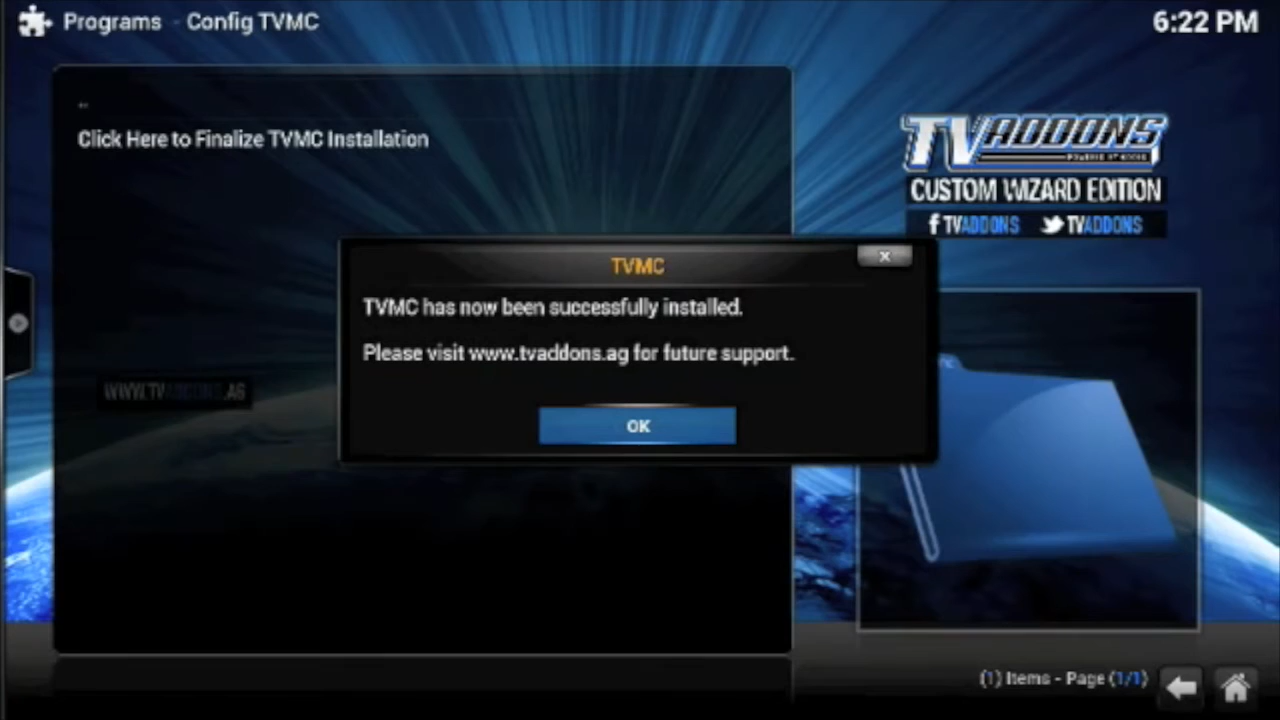 Programs - Config TVMC
6:22 PM
..
Click Here to Finalize TVMC Installation
TVADDONS
CUSTOM WIZARD EDITION
f TVADDONS TVADDONS
TVMC
x
TVMC has now been successfully installed.
Please visit www.tvaddons.ag for future support.
OK
WWW.TVADDONS.AG
(1) Items - Page (1/1)